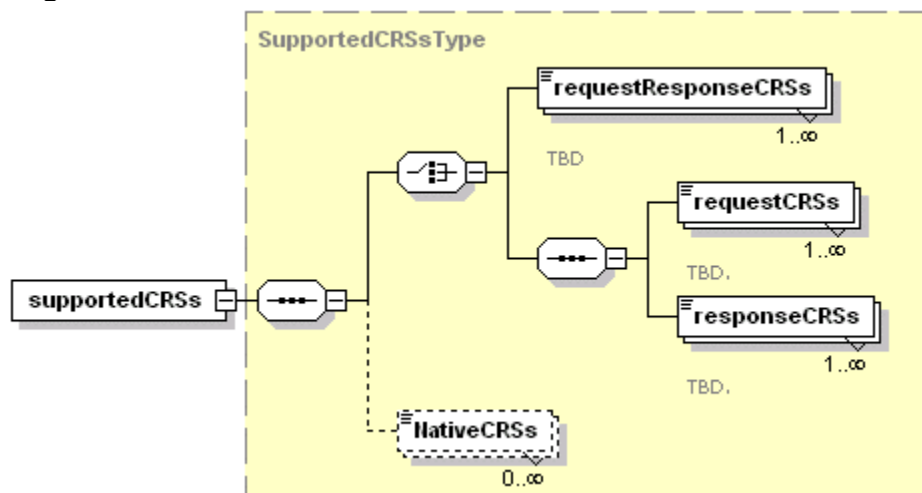 SupportedCRSsType
requestResponseCRSs
1..∞
TBD
requestCRSs
1..∞
TBD.
supportedCRSs
responseCRSs
1..∞
TBD.
NativeCRSs
0..∞